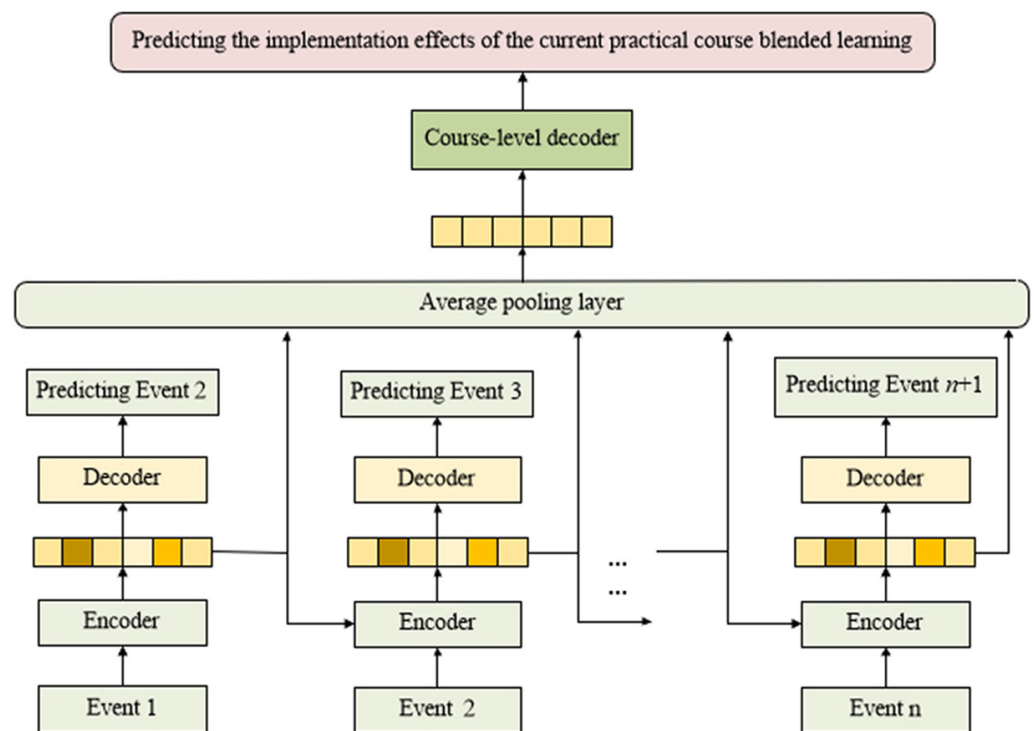 Predicting the implementation effects of the current practical course blended learning
Course-level decoder
Average pooling layer
Predicting Event 2
Predicting Event 3
Predicting Event n+1
Decoder
Decoder
Decoder
...
...
Encoder
Encoder
Encoder
Event 1
Event 2
Event n